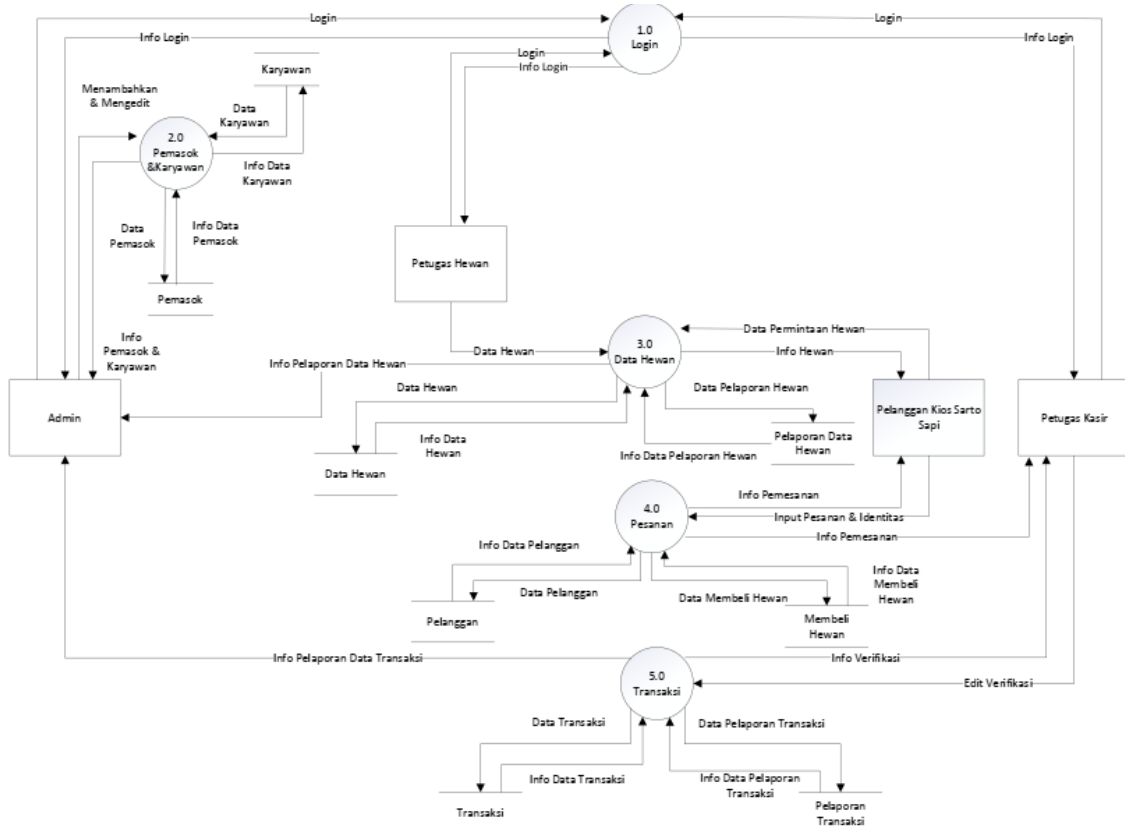 Login
Login
1.0
Login
Info Login
Info Login
Login
Info Login
Karyawan
Menambahkan
& Mengedit
Data
Karyawan
2.0
Pemasok
&Karyawan
Info Data
Karyawan
Data
Pemasok
Info Data
Pemasok
Petugas Hewan
Pemasok
Info
Pemasok &
Karyawan
Data Hewan
3.0
Data Hewan
Data Permintaan Hewan
Info Hewan
Info Pelaporan Data Hewan
Data Hewan
Data Pelaporan Hewan
Admin
Pelanggan Kios Sarto
Sapi
Petugas Kasir
Info Data
Hewan
Pelaporan Data
Hewan
Info Data Pelaporan Hewan
Data Hewan
4.0
Pesanan
Info Pemesanan
Input Pesanan & Identitas
Info Pemesanan
Info Data Pelanggan
Info Data
Membeli
Hewan
Data Pelanggan
Data Membeli Hewan
Pelanggan
Membeli
Hewan
Info Pelaporan Data Transaksi
Info Verifikasi
5.0
Transaksi
Edit Verifikasi
Data Transaksi
Data Pelaporan Transaksi
Info Data Transaksi
Info Data Pelaporan
Transaksi
Transaksi
Pelaporan
Transaksi